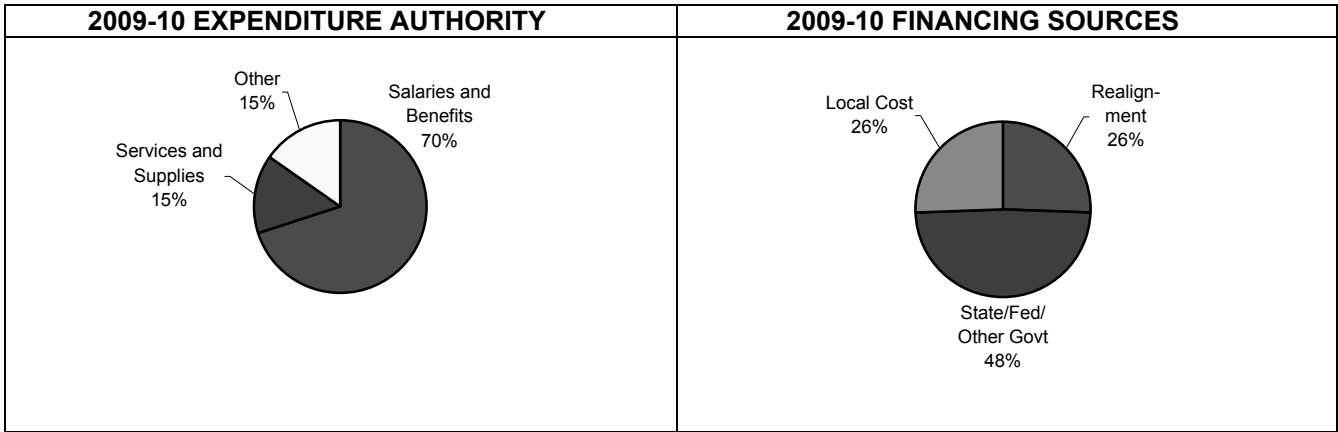 2009-10 EXPENDITURE AUTHORITY
Other
15%
Salaries and
Benefits
70%
Services and
Supplies
15%
2009-10 FINANCING SOURCES
Local Cost
26%
Realign-
ment
26%
State/Fed/
Other Govt
48%